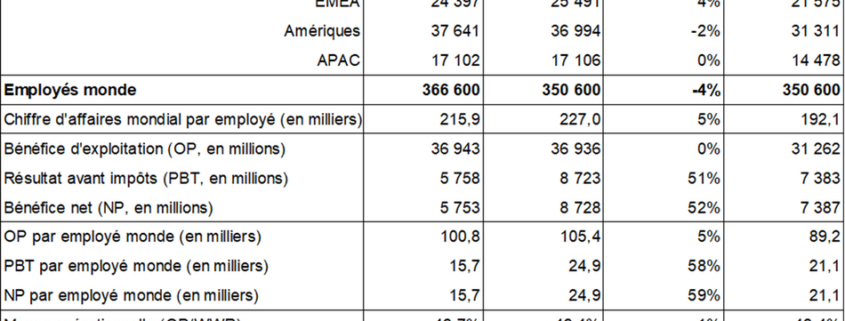 EMEA 24 397 25 491 4% 21 575
Amériques 37 641 36 994 -2% 31 311
APAC 17 102 17 106 0% 14 478
Employés monde 366 600 350 600 -4% 350 600
Chiffre d'affaires mondial par employé (en milliers) 215,9 227,0 5% 192,1
Bénéfice d'exploitation (OP, en millions) 36 943 36 936 0% 31 262
Résultat avant impôts (PBT, en millions) 5 758 8 723 51% 7 383
Bénéfice net (NP, en millions) 5 753 8 728 52% 7 387
OP par employé monde (en milliers) 100,8 105,4 5% 89,2
PBT par employé monde (en milliers) 15,7 24,9 58% 21,1
NP par employé monde (en milliers) 15,7 24,9 59% 21,1